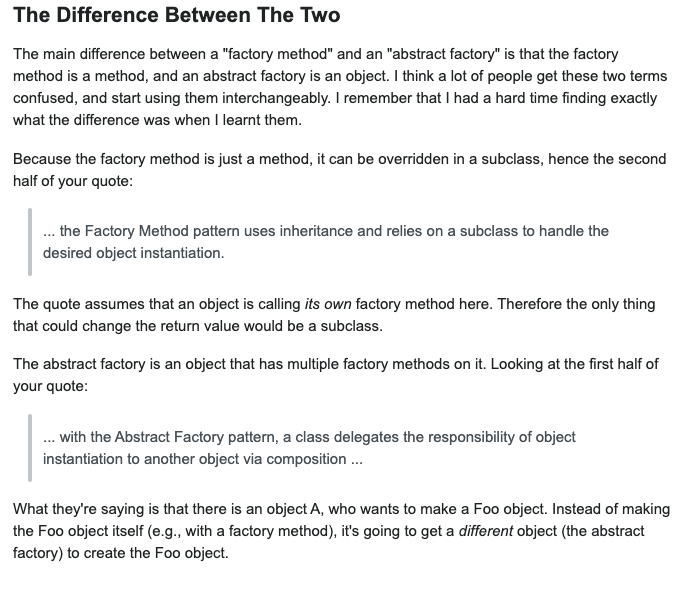 The Difference Between The Two
The main difference between a "factory method" and an "abstract factory" is that the factory
method is a method, and an abstract factory is an object. I think a lot of people get these two terms
confused, and start using them interchangeably. I remember that I had a hard time finding exactly
what the difference was when I learnt them.
Because the factory method is just a method, it can be overridden in a subclass, hence the second
half of your quote:
... the Factory Method pattern uses inheritance and relies on a subclass to handle the
desired object instantiation.
The quote assumes that an object is calling its own factory method here. Therefore the only thing
that could change the return value would be a subclass.
The abstract factory is an object that has multiple factory methods on it. Looking at the first half of
your quote:
... with the Abstract Factory pattern, a class delegates the responsibility of object
instantiation to another object via composition ...
What they're saying is that there is an object A, who wants to make a Foo object. Instead of making
the Foo object itself (e.g., with a factory method), it's going to get a different object (the abstract
factory) to create the Foo object.